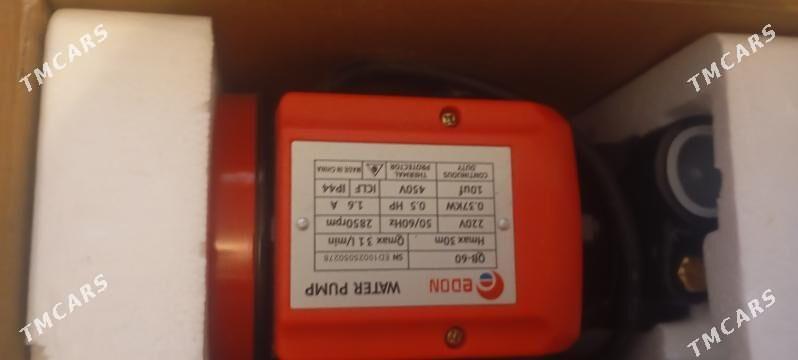 eDON WATER PUMP
QB-60 SN ED1002S050278
Hmax 30m Qmax 31 l/min
220V 50/60Hz 2850rpm
0.37KW 0.5 HP 1.6 A
10uf 450V ICLF IP44
CONTINUOUS DUTY THERMAL PROTECTOR MADE IN CHINA
TMCARS
TMCARS
TMCARS
TMCARS